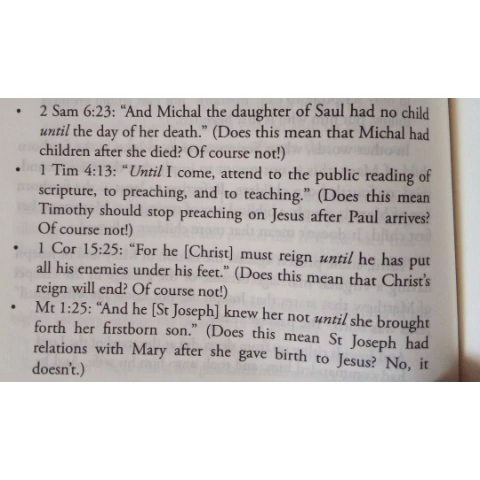 • 2 Sam 6:23: “And Michal the daughter of Saul had no child
until the day of her death.” (Does this mean that Michal had
children after she died? Of course not!)
• 1 Tim 4:13: “Until I come, attend to the public reading of
scripture, to preaching, and to teaching.” (Does this mean
Timothy should stop preaching on Jesus after Paul arrives?
Of course not!)
• 1 Cor 15:25: “For he [Christ] must reign until he has put
all his enemies under his feet.” (Does this mean that Christ’s
reign will end? Of course not!)
• Mt 1:25: “And he [St Joseph] knew her not until she brought
forth her firstborn son.” (Does this mean St Joseph had
relations with Mary after she gave birth to Jesus? No, it
doesn’t.)